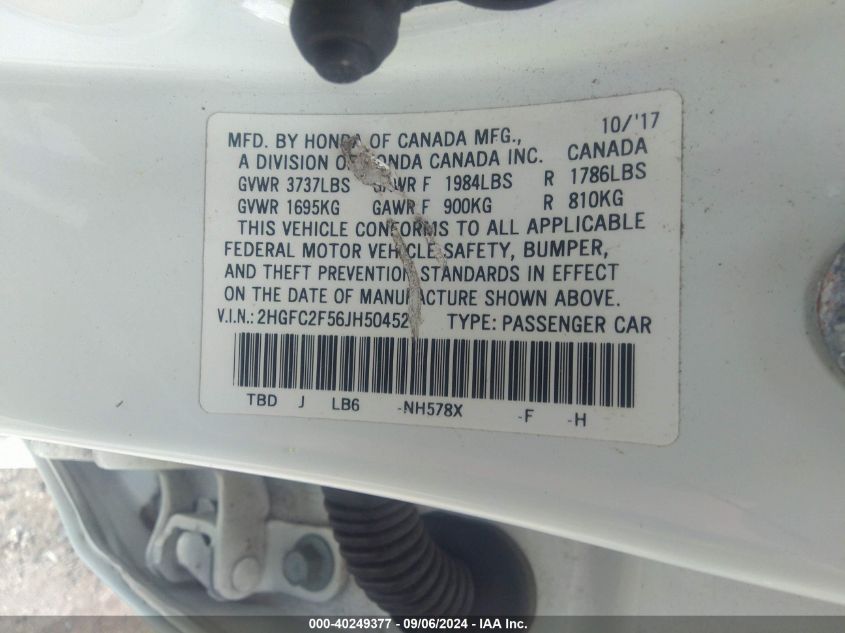 10/'17
MFD. BY HONDA OF CANADA MFG.,
A DIVISION OF HONDA CANADA INC. CANADA
GVWR 3737LBS GAWR F 1984LBS R 1786LBS
GVWR 1695KG GAWR F 900KG R 810KG
THIS VEHICLE CONFORMS TO ALL APPLICABLE
FEDERAL MOTOR VEHICLE SAFETY, BUMPER,
AND THEFT PREVENTION STANDARDS IN EFFECT
ON THE DATE OF MANUFACTURE SHOWN ABOVE.
V.I.N.: TYPE: PASSENGER CAR
TBD J LB6 -NH578X -F -H
000-40249377 - 09/06/2024 - IAA Inc.